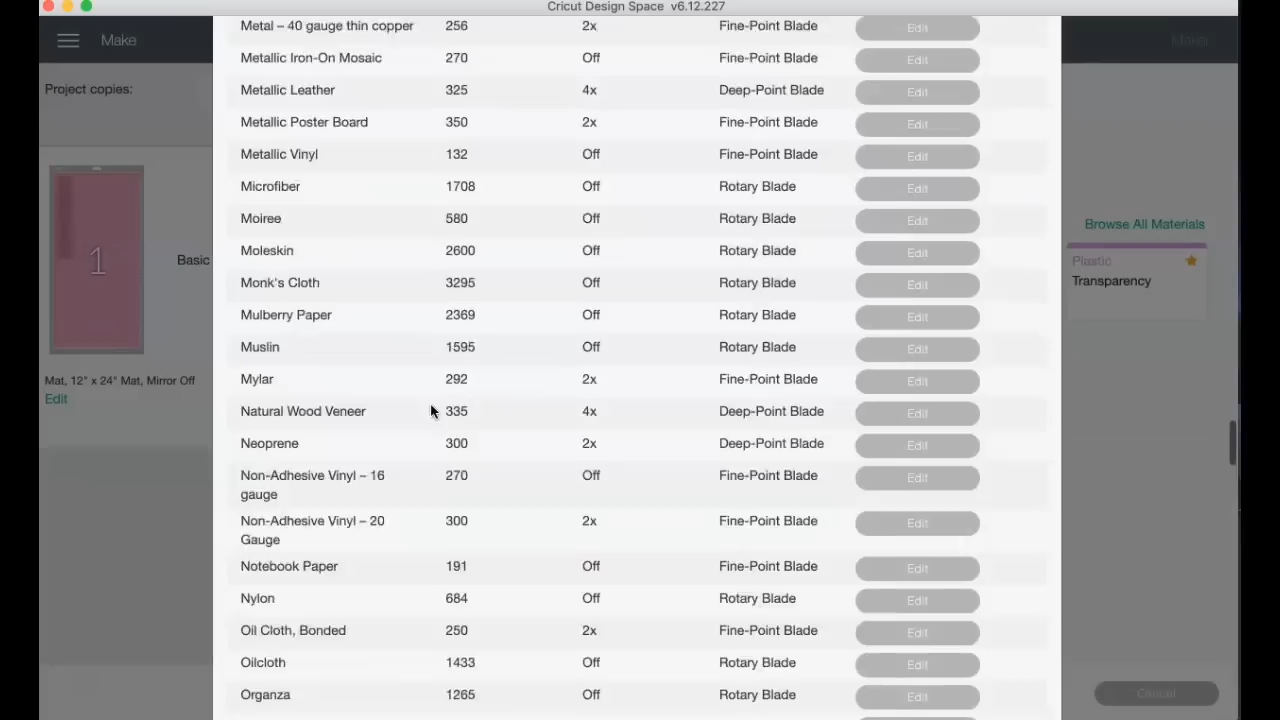 Cricut Design Space v6.12.227
Make
Maker
Project copies:
1
Basic
Mat, 12" x 24" Mat, Mirror Off
Edit
Metal – 40 gauge thin copper 256 2x Fine-Point Blade Edit
Metallic Iron-On Mosaic 270 Off Fine-Point Blade Edit
Metallic Leather 325 4x Deep-Point Blade Edit
Metallic Poster Board 350 2x Fine-Point Blade Edit
Metallic Vinyl 132 Off Fine-Point Blade Edit
Microfiber 1708 Off Rotary Blade Edit
Moiree 580 Off Rotary Blade Edit
Moleskin 2600 Off Rotary Blade Edit
Monk's Cloth 3295 Off Rotary Blade Edit
Mulberry Paper 2369 Off Rotary Blade Edit
Muslin 1595 Off Rotary Blade Edit
Mylar 292 2x Fine-Point Blade Edit
Natural Wood Veneer 335 4x Deep-Point Blade Edit
Neoprene 300 2x Deep-Point Blade Edit
Non-Adhesive Vinyl – 16 270 Off Fine-Point Blade Edit
gauge
Non-Adhesive Vinyl – 20 300 2x Fine-Point Blade Edit
Gauge
Notebook Paper 191 Off Fine-Point Blade Edit
Nylon 684 Off Rotary Blade Edit
Oil Cloth, Bonded 250 2x Fine-Point Blade Edit
Oilcloth 1433 Off Rotary Blade Edit
Organza 1265 Off Rotary Blade Edit
Browse All Materials
Plastic
Transparency
Cancel